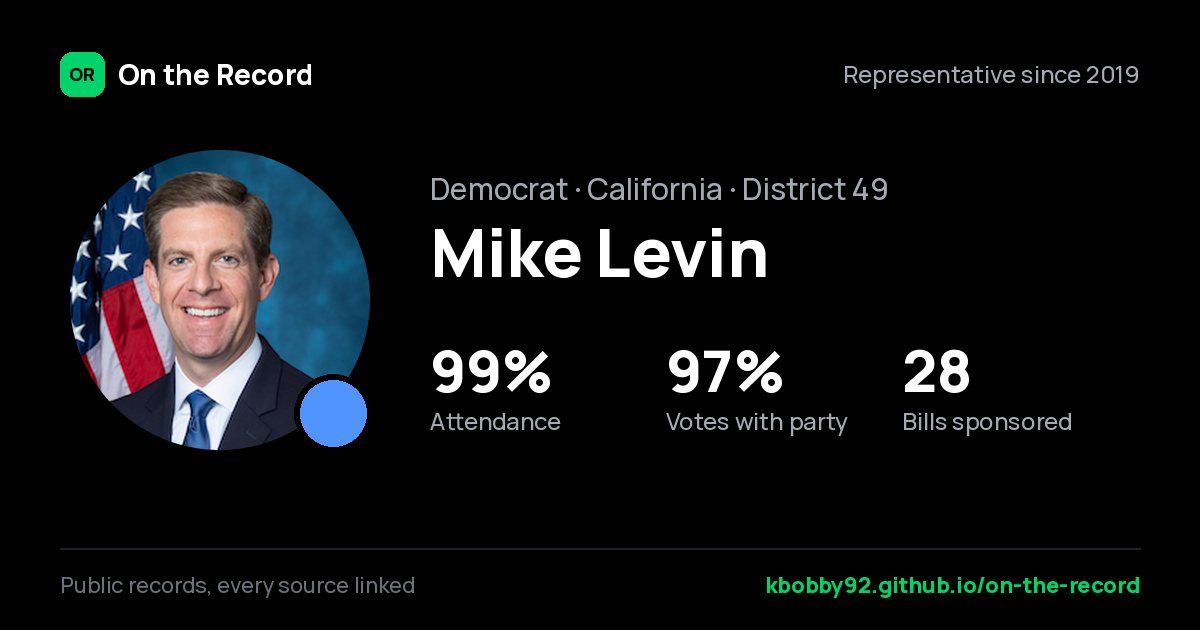 OR On the Record
Representative since 2019
Democrat · California · District 49
Mike Levin
99% 97% 28
Attendance Votes with party Bills sponsored
Public records, every source linked
kbobby92.github.io/on-the-record